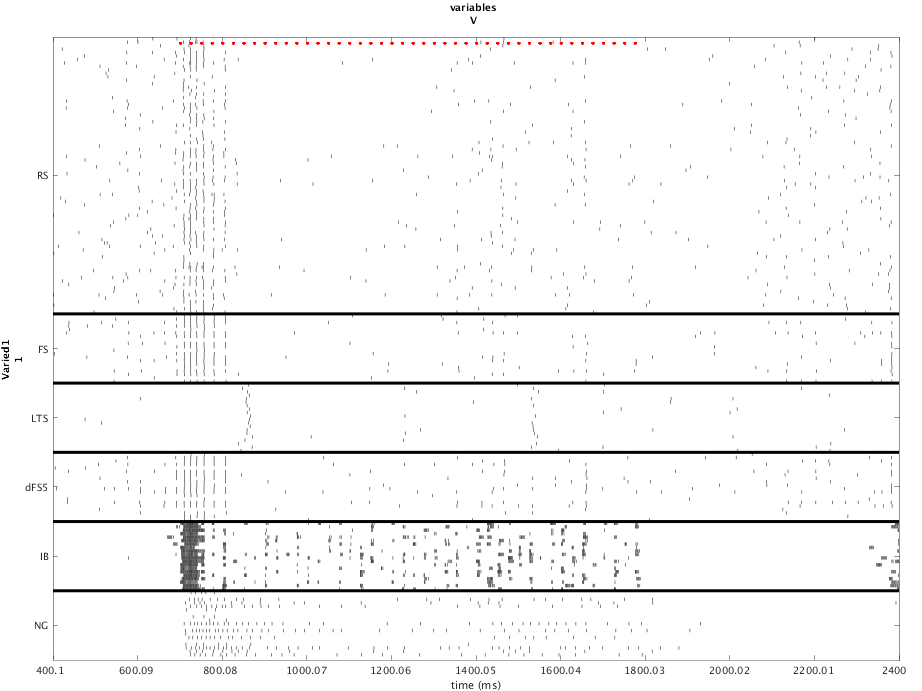 variables
V
RS
FS
LTS
dFS5
IB
NG
Varied1
1
400.1
600.09
800.08
1000.07
1200.06
1400.05
1600.04
1800.03
2000.02
2200.01
2400
time (ms)